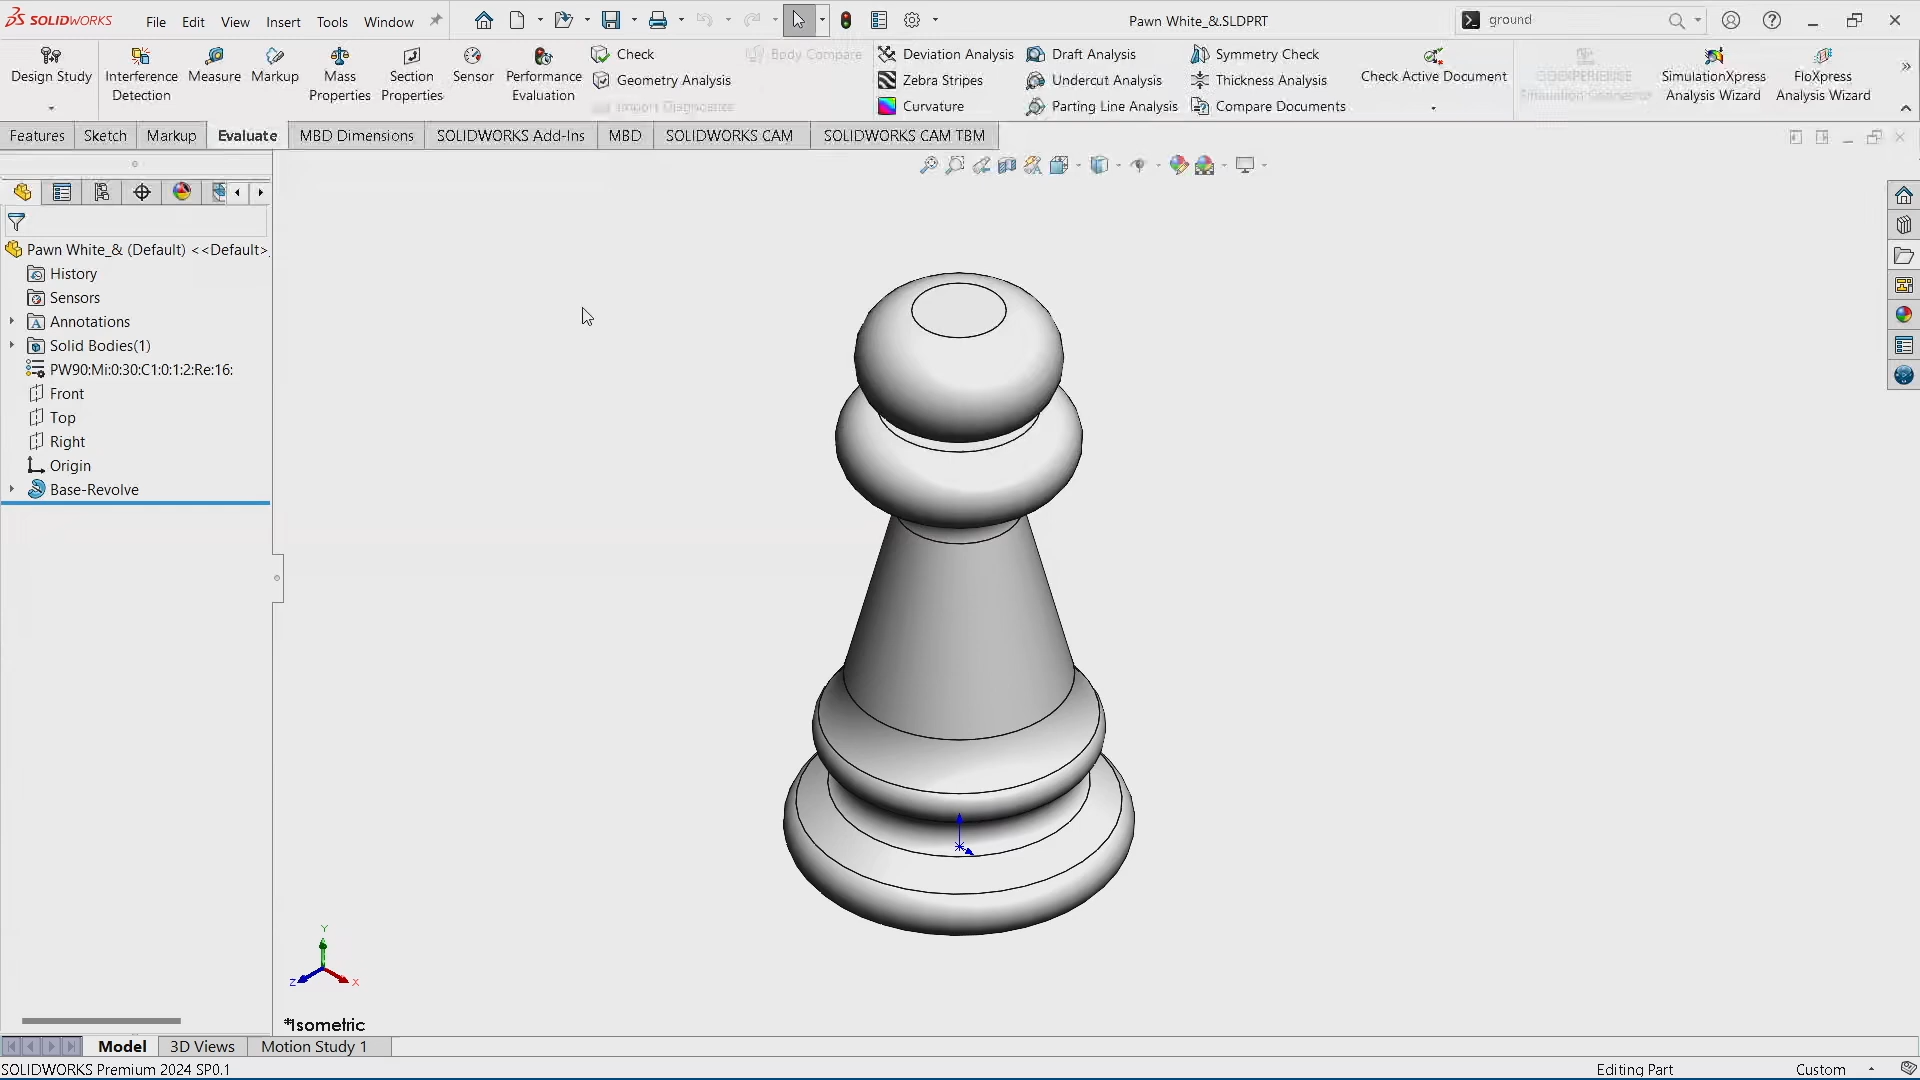 SOLIDWORKS File Edit View Insert Tools Window Pawn White_&.SLDPRT ground
Design Study
Interference Detection
Measure
Markup
Mass Properties
Section Properties
Sensor
Performance Evaluation
Check
Geometry Analysis
Import Diagnostics
Body Compare
Deviation Analysis
Zebra Stripes
Curvature
Draft Analysis
Undercut Analysis
Parting Line Analysis
Symmetry Check
Thickness Analysis
Compare Documents
Check Active Document
SimulationXpress Analysis Wizard
FloXpress Analysis Wizard
Features Sketch Markup Evaluate MBD Dimensions SOLIDWORKS Add-Ins MBD SOLIDWORKS CAM SOLIDWORKS CAM TBM
Pawn White_& (Default) <<Default>
History
Sensors
Annotations
Solid Bodies(1)
PW90:Mi:0:30:C1:0:1:2:Re:16:
Front
Top
Right
Origin
Base-Revolve
Y
Z X
*Isometric
Model 3D Views Motion Study 1
SOLIDWORKS Premium 2024 SP0.1 Editing Part Custom